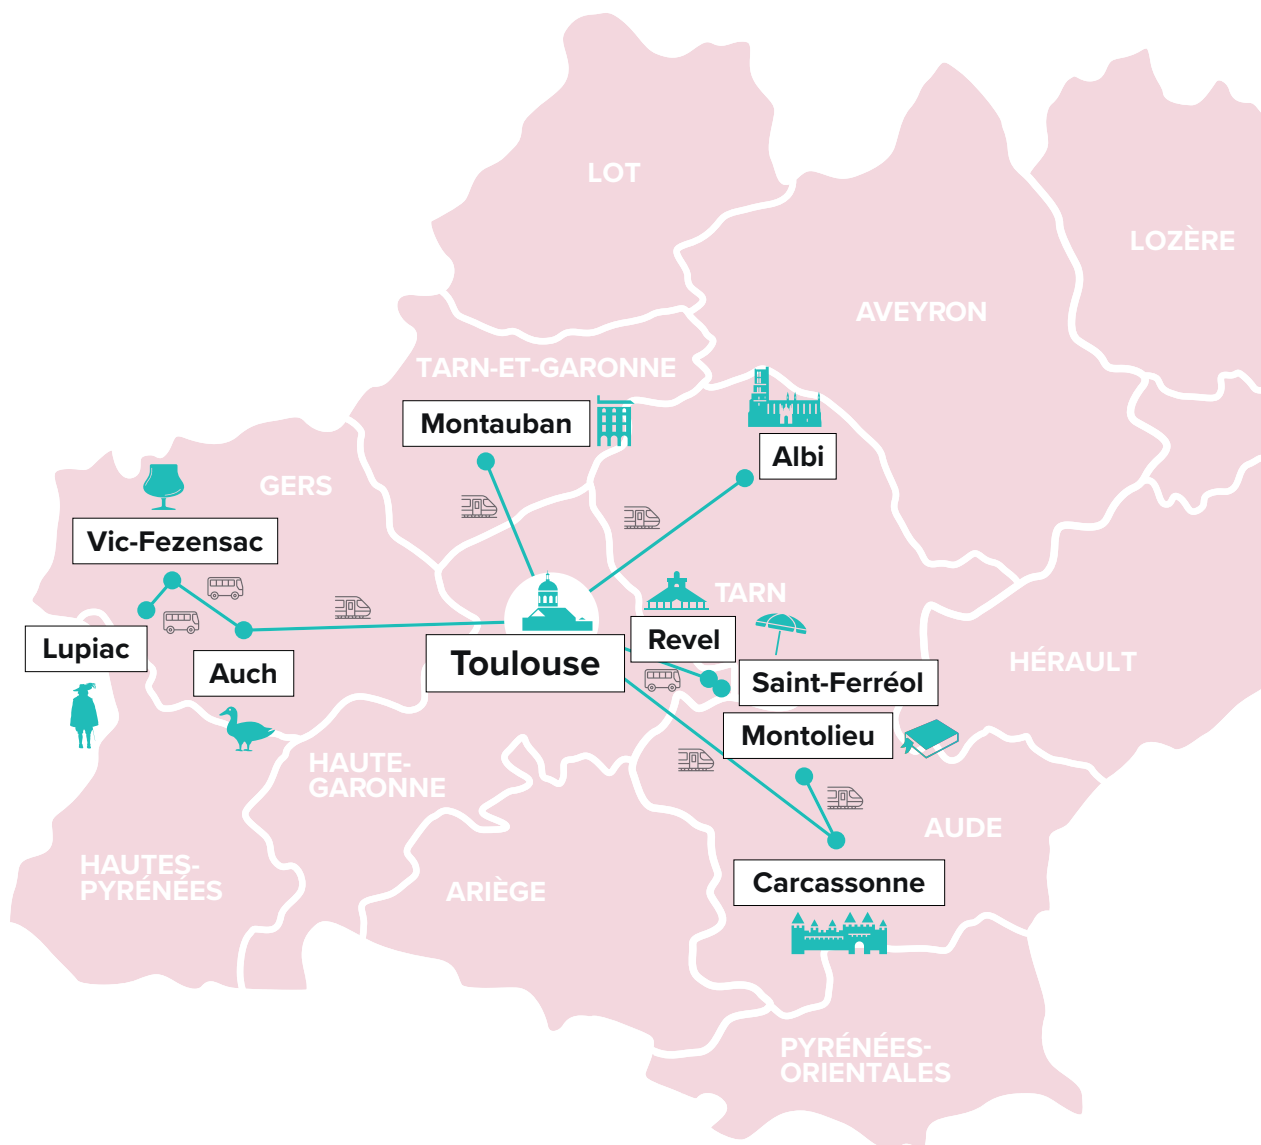 LOT
LOZÈRE
AVEYRON
TARN-ET-GARONNE
Montauban
Albi
GERS
Vic-Fezensac
TARN
Revel
Lupiac
Toulouse
HÉRAULT
Auch
Saint-Ferréol
Montolieu
HAUTE-
GARONNE
AUDE
HAUTES-
PYRÉNÉES
ARIÈGE
Carcassonne
PYRÉNÉES-
ORIENTALES